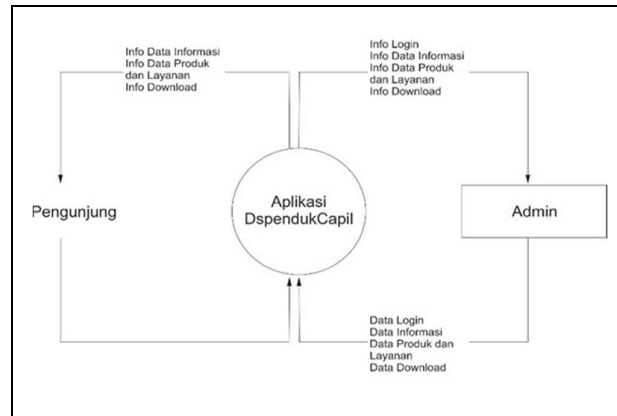 Info Data Informasi
Info Data Produk
dan Layanan
Info Download
Info Login
Info Data Informasi
Info Data Produk
dan Layanan
Info Download
Pengunjung
Aplikasi
DspendukCapil
Admin
Data Login
Data Informasi
Data Produk dan
Layanan
Data Download